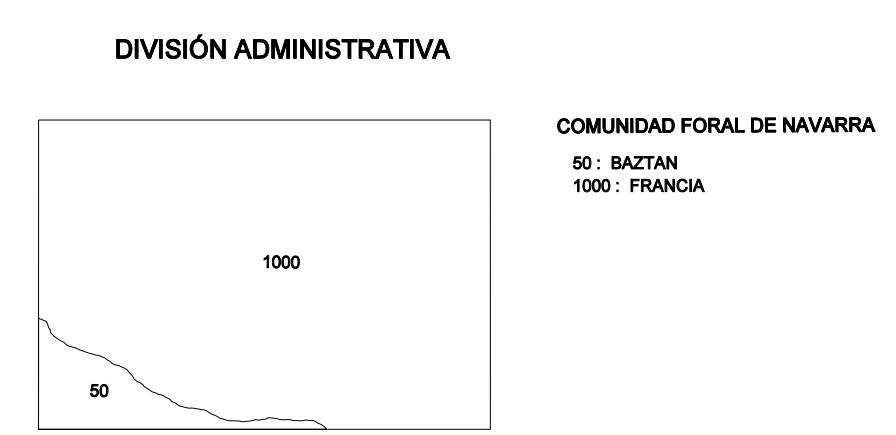 DIVISIÓN ADMINISTRATIVA
COMUNIDAD FORAL DE NAVARRA
50 : BAZTAN
1000 : FRANCIA
1000
50